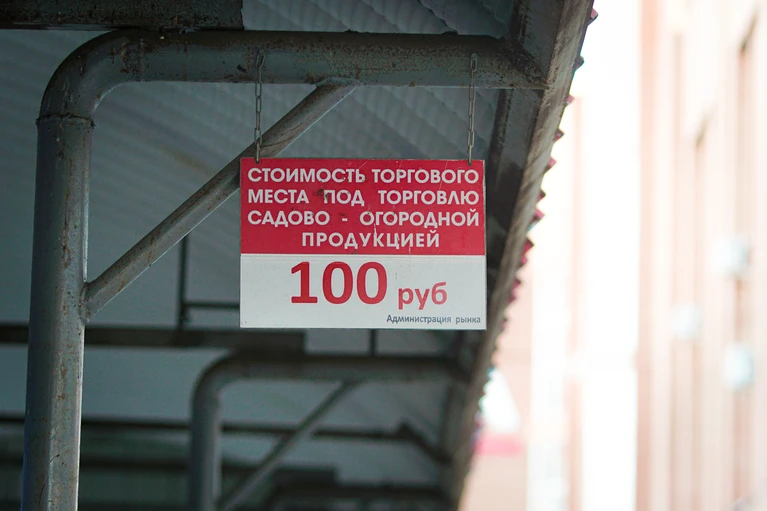 СТОИМОСТЬ ТОРГОВОГО
МЕСТА ПОД ТОРГОВЛЮ
САДОВО - ОГОРОДНОЙ
ПРОДУКЦИЕЙ
100 руб
Администрация рынка